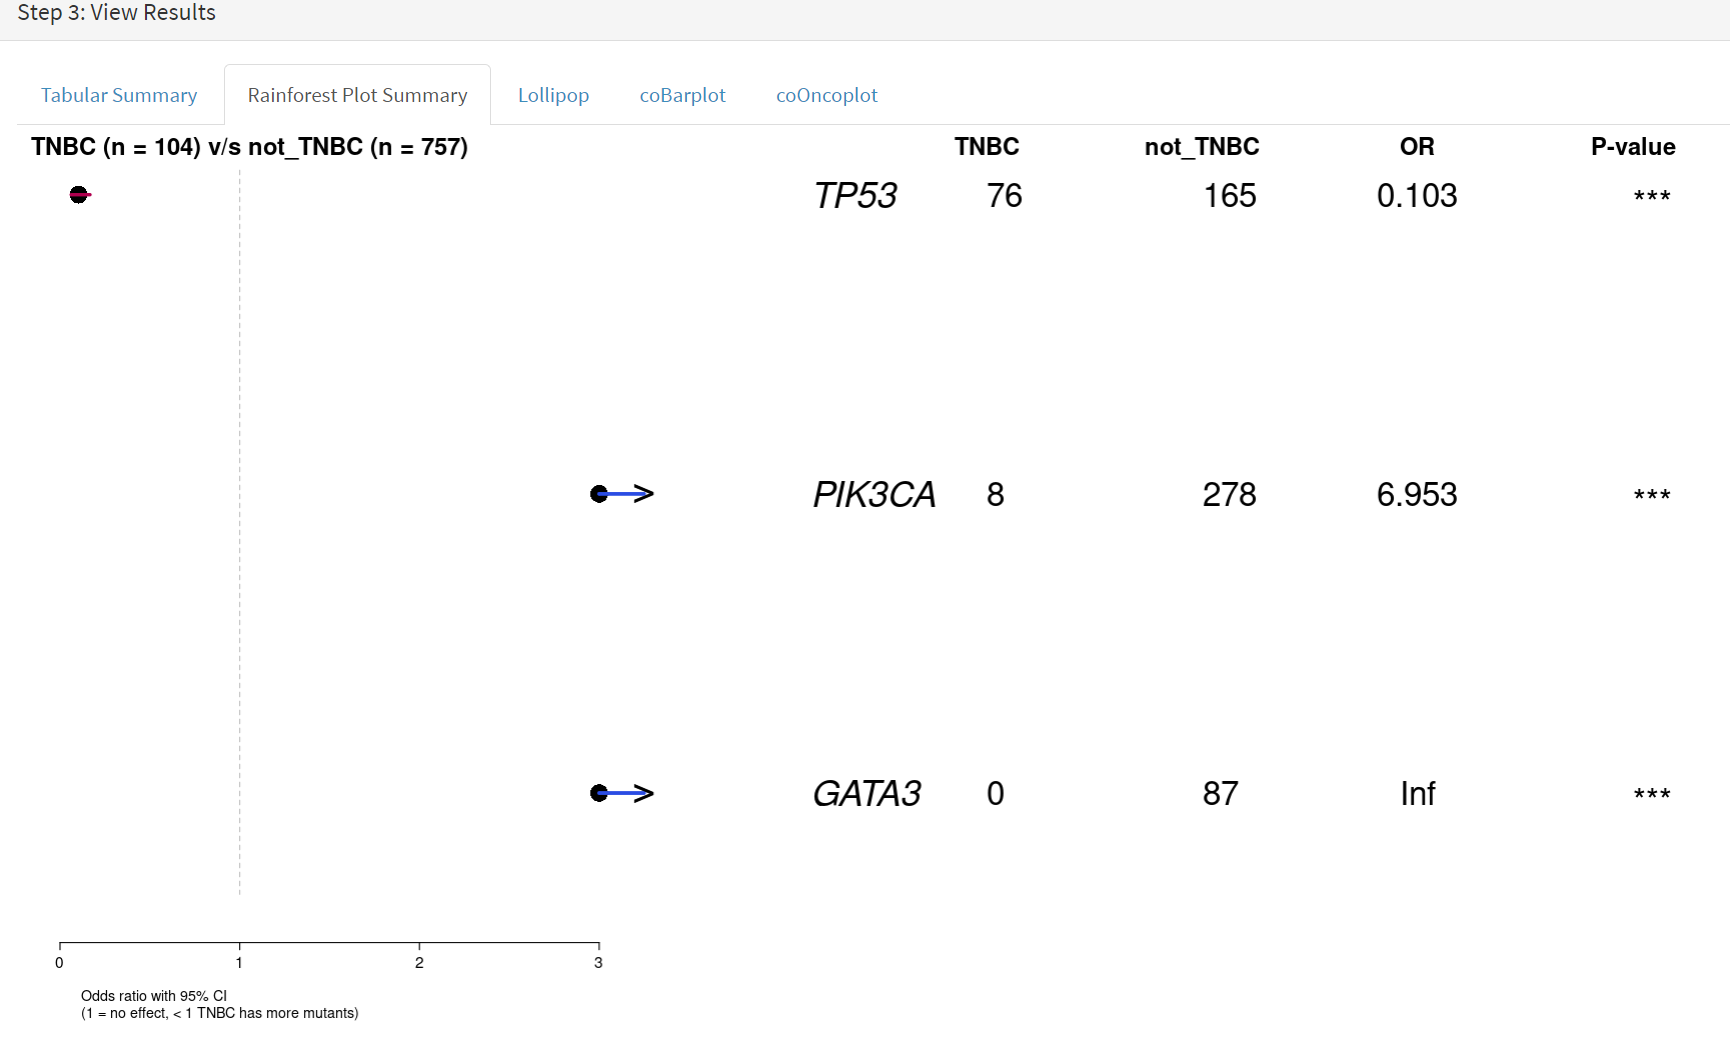 Step 3: View Results
Tabular Summary Rainforest Plot Summary Lollipop coBarplot coOncoplot
TNBC (n = 104) v/s not_TNBC (n = 757) TNBC not_TNBC OR P-value
TP53 76 165 0.103 ***
PIK3CA 8 278 6.953 ***
GATA3 0 87 Inf ***
0 1 2 3
Odds ratio with 95% CI
(1 = no effect, < 1 TNBC has more mutants)